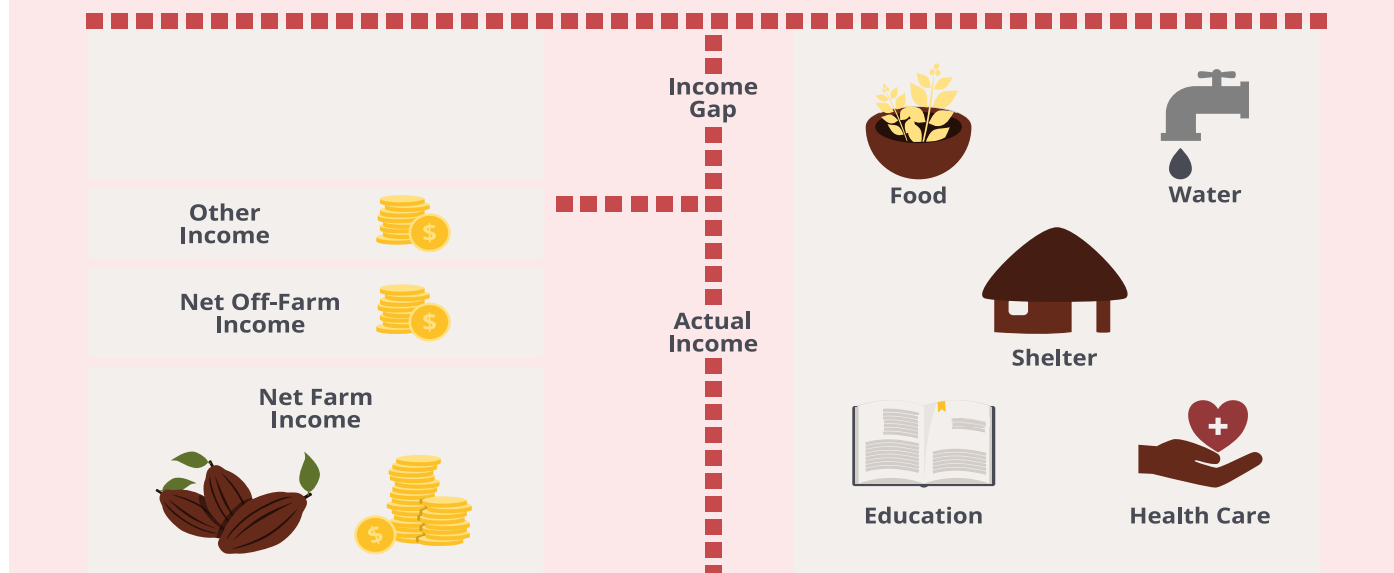 Income
Gap
Other
Income
Net Off-Farm
Income
Net Farm
Income
Actual
Income
Food
Water
Shelter
Education
Health Care
$
$
$